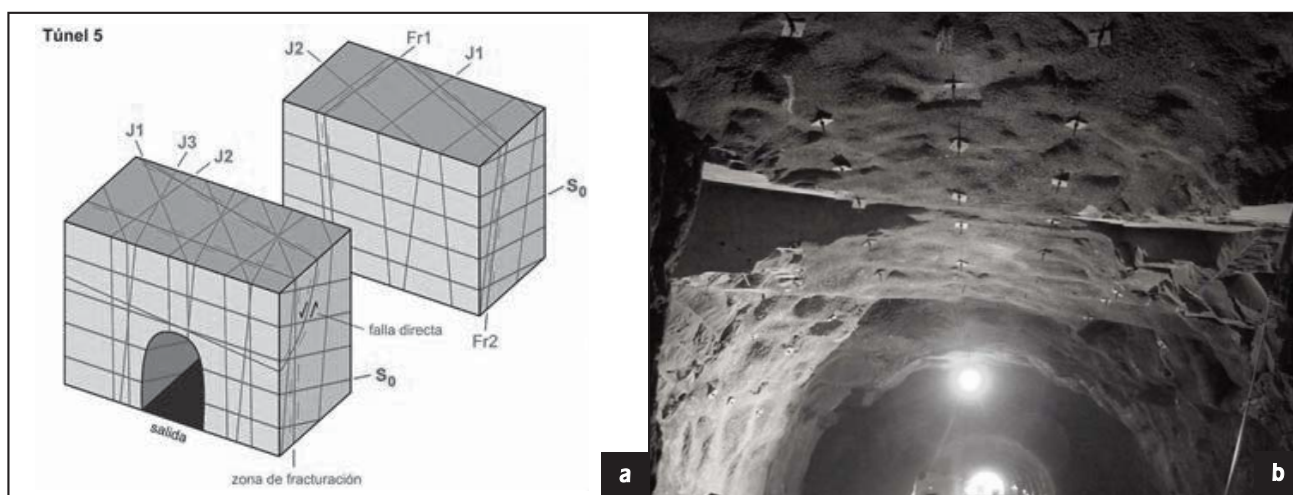 Túnel 5
J2
Fr1
J1
J1
J3
J2
S0
falla directa
Fr2
S0
salida
zona de fracturación
a
b